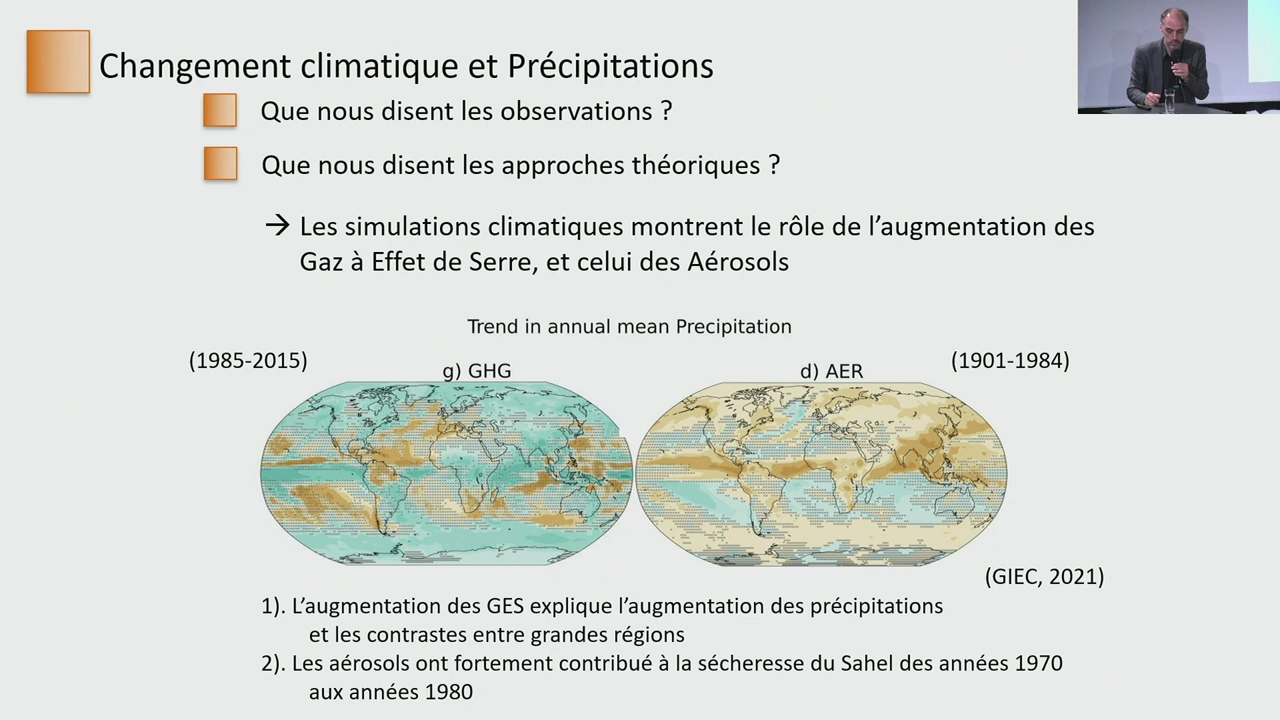 Changement climatique et Précipitations
Que nous disent les observations ?
Que nous disent les approches théoriques ?
→ Les simulations climatiques montrent le rôle de l’augmentation des
Gaz à Effet de Serre, et celui des Aérosols
Trend in annual mean Precipitation
(1985-2015)
(1901-1984)
g) GHG
d) AER
(GIEC, 2021)
1). L’augmentation des GES explique l’augmentation des précipitations
et les contrastes entre grandes régions
2). Les aérosols ont fortement contribué à la sécheresse du Sahel des années 1970
aux années 1980